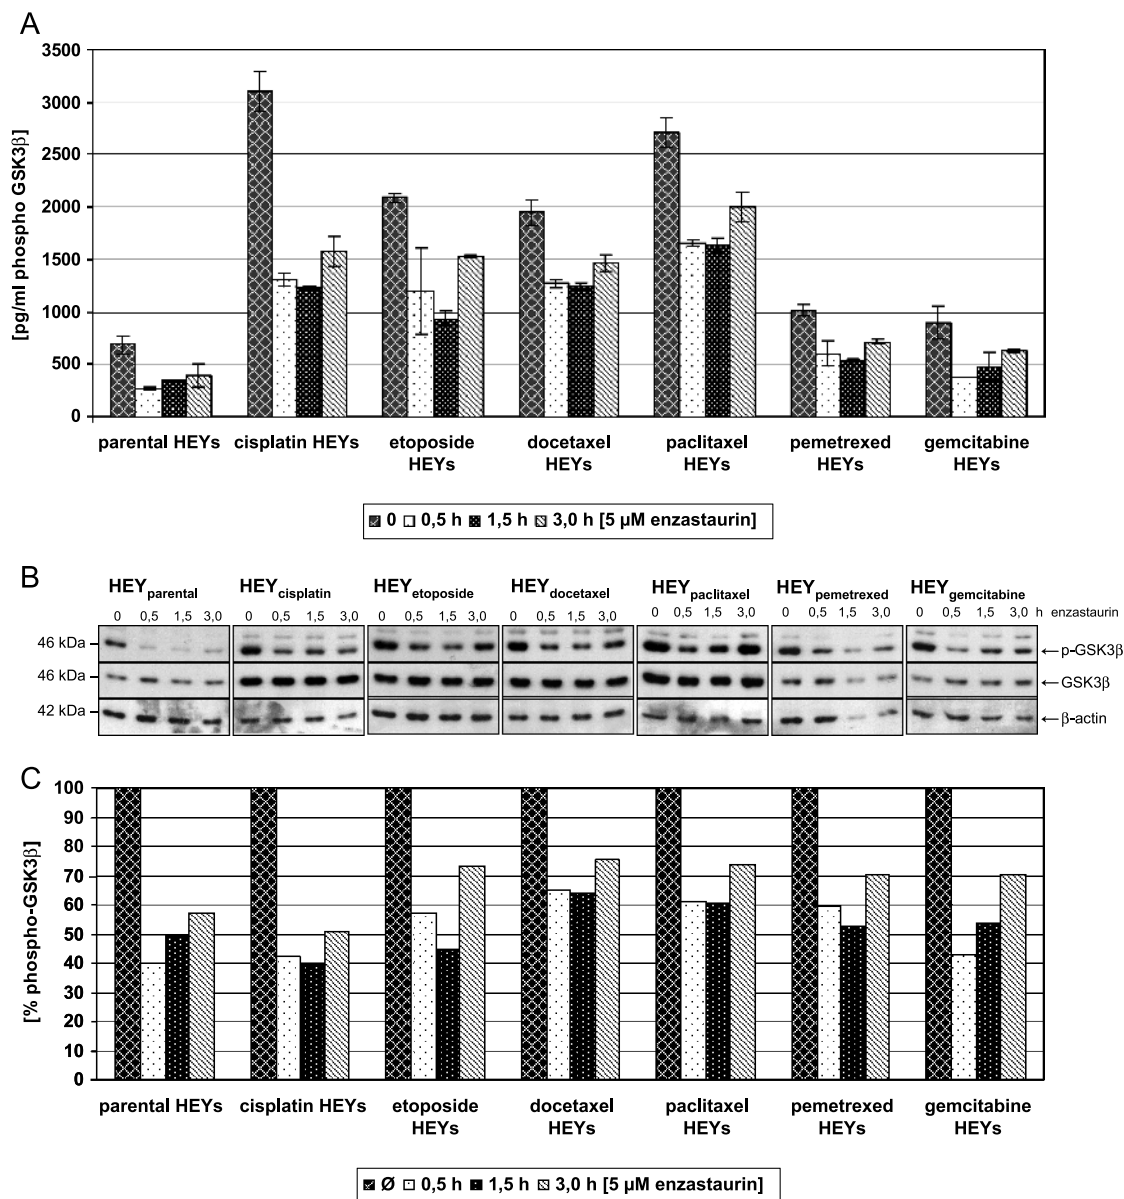 A
[pg/ml phospho GSK3β]
3500
3000
2500
2000
1500
1000
500
0
parental HEYs cisplatin HEYs etoposide HEYs docetaxel HEYs paclitaxel HEYs pemetrexed HEYs gemcitabine HEYs
0 0,5 h 1,5 h 3,0 h [5 µM enzastaurin]
B
HEYparental HEYcisplatin HEYetoposide HEYdocetaxel HEYpaclitaxel HEYpemetrexed HEYgemcitabine
0 0,5 1,5 3,0 0 0,5 1,5 3,0 0 0,5 1,5 3,0 0 0,5 1,5 3,0 0 0,5 1,5 3,0 0 0,5 1,5 3,0 0 0,5 1,5 3,0 h enzastaurin
46 kDa ←p-GSK3β
46 kDa ←GSK3β
42 kDa ←β-actin
C
[% phospho-GSK3β]
100
90
80
70
60
50
40
30
20
10
0
parental HEYs cisplatin HEYs etoposide HEYs docetaxel HEYs paclitaxel HEYs pemetrexed HEYs gemcitabine HEYs
Ø 0,5 h 1,5 h 3,0 h [5 µM enzastaurin]